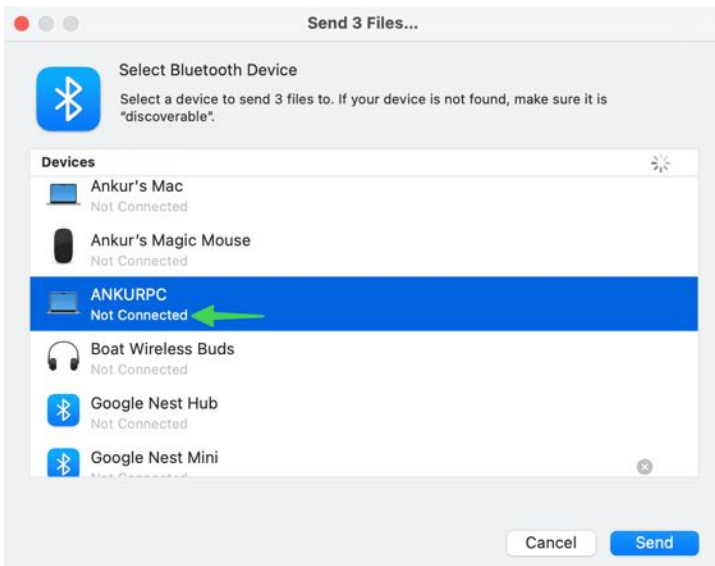 Send 3 Files...
Select Bluetooth Device
Select a device to send 3 files to. If your device is not found, make sure it is
"discoverable".
Devices
Ankur's Mac
Not Connected
Ankur’s Magic Mouse
Not Connected
ANKURPC
Not Connected
Boat Wireless Buds
Not Connected
Google Nest Hub
Not Connected
Google Nest Mini
Not Connected
Cancel
Send